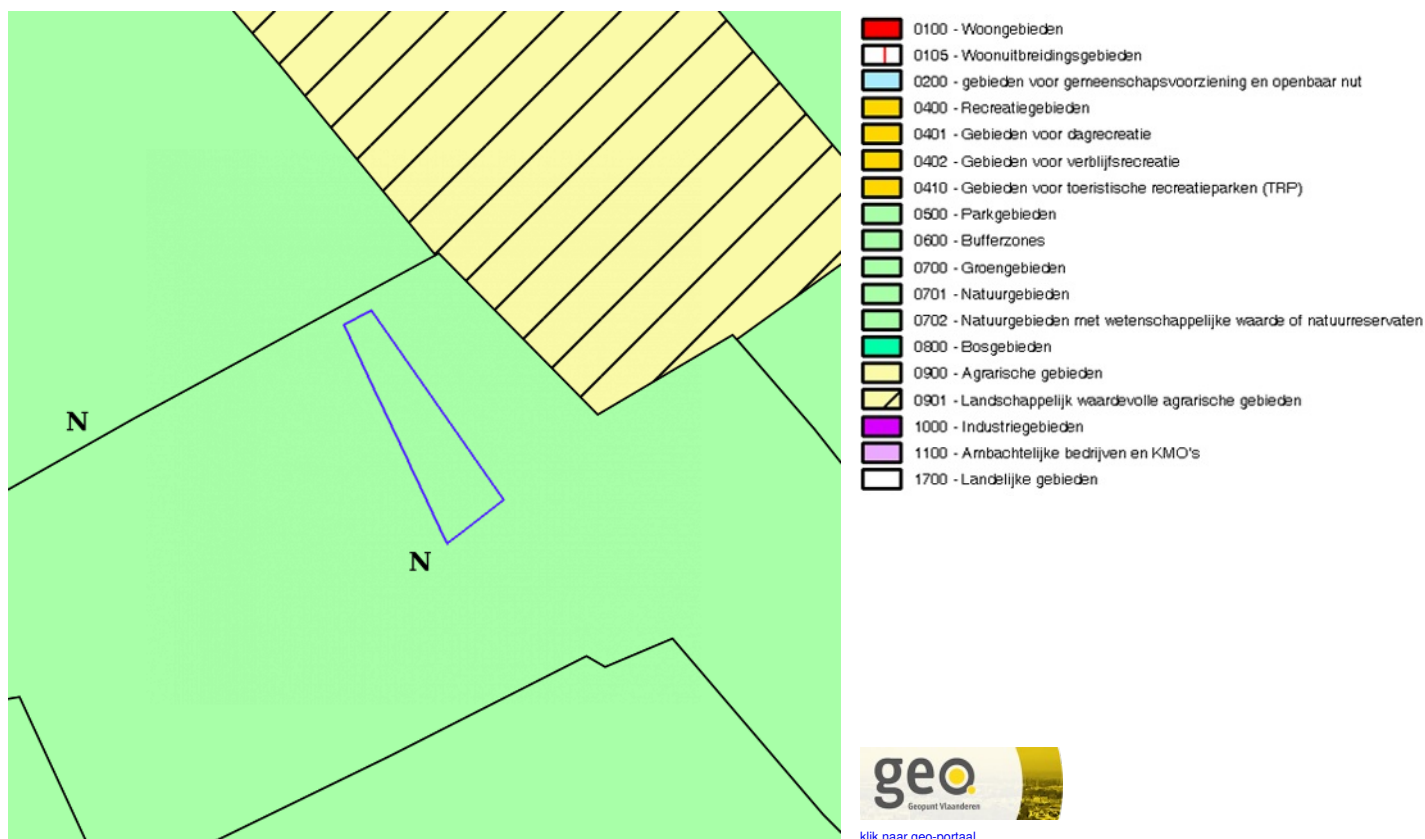 N
N
0100 - Woongebieden
0105 - Woonuitbreidingsgebieden
0200 - gebieden voor gemeenschapsvoorziening en openbaar nut
0400 - Recreatiegebieden
0401 - Gebieden voor dagrecreatie
0402 - Gebieden voor verblijfsrecreatie
0410 - Gebieden voor toeristische recreatieparken (TRP)
0500 - Parkgebieden
0600 - Bufferzones
0700 - Groengebieden
0701 - Natuurgebieden
0702 - Natuurgebieden met wetenschappelijke waarde of natuurreservaten
0800 - Bosgebieden
0900 - Agrarische gebieden
0901 - Landschappelijk waardevolle agrarische gebieden
1000 - Industriegebieden
1100 - Ambachtelijke bedrijven en KMO's
1700 - Landelijke gebieden
geo.
Geopunt Vlaanderen
klik naar geo-portaal